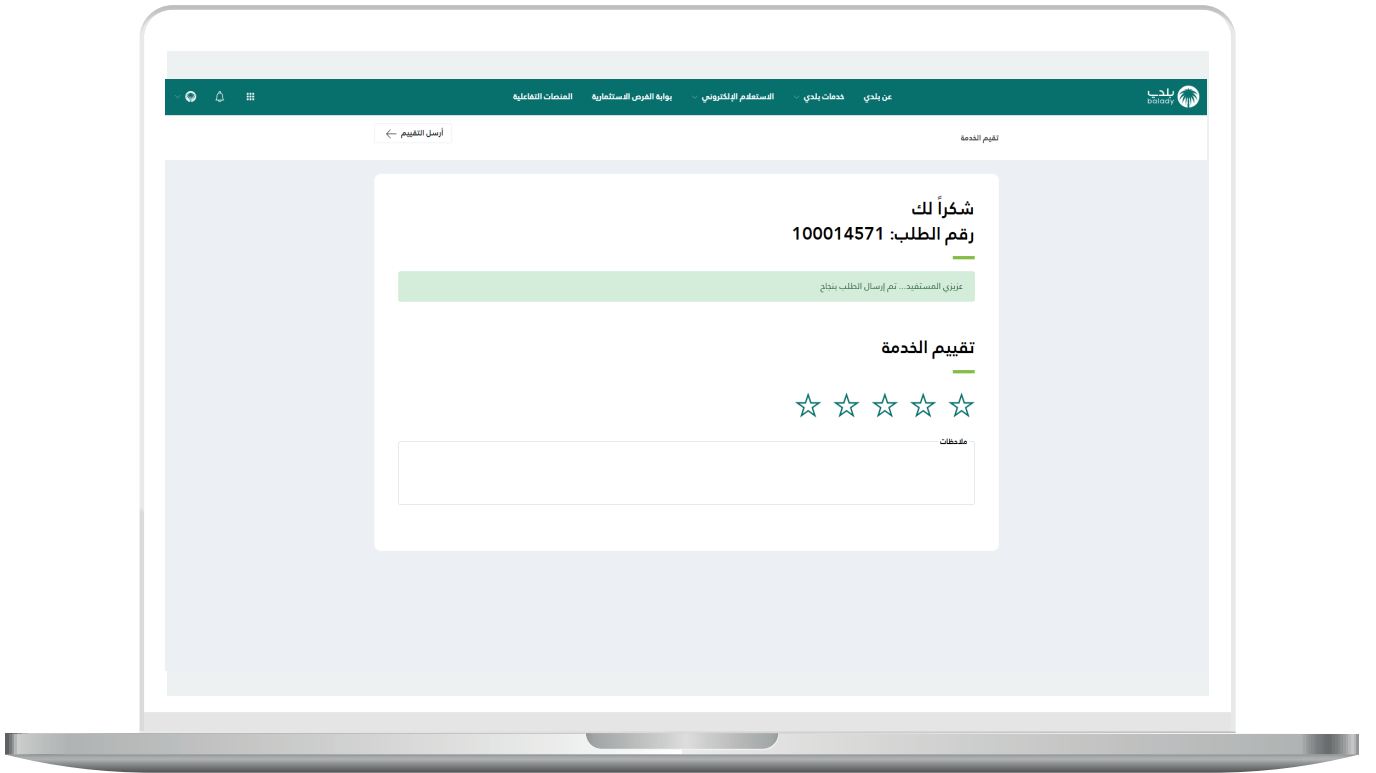 بلدي
balady
عن بلدي
خدمات بلدي
الاستعلام الإلكتروني
بوابة الفرص الاستثمارية
المنصات التفاعلية
تقيم الخدمة
أرسل التقييم
شكراً لك
رقم الطلب: 100014571
عزيزي المستفيد... تم إرسال الطلب بنجاح
تقييم الخدمة
ملاحظات